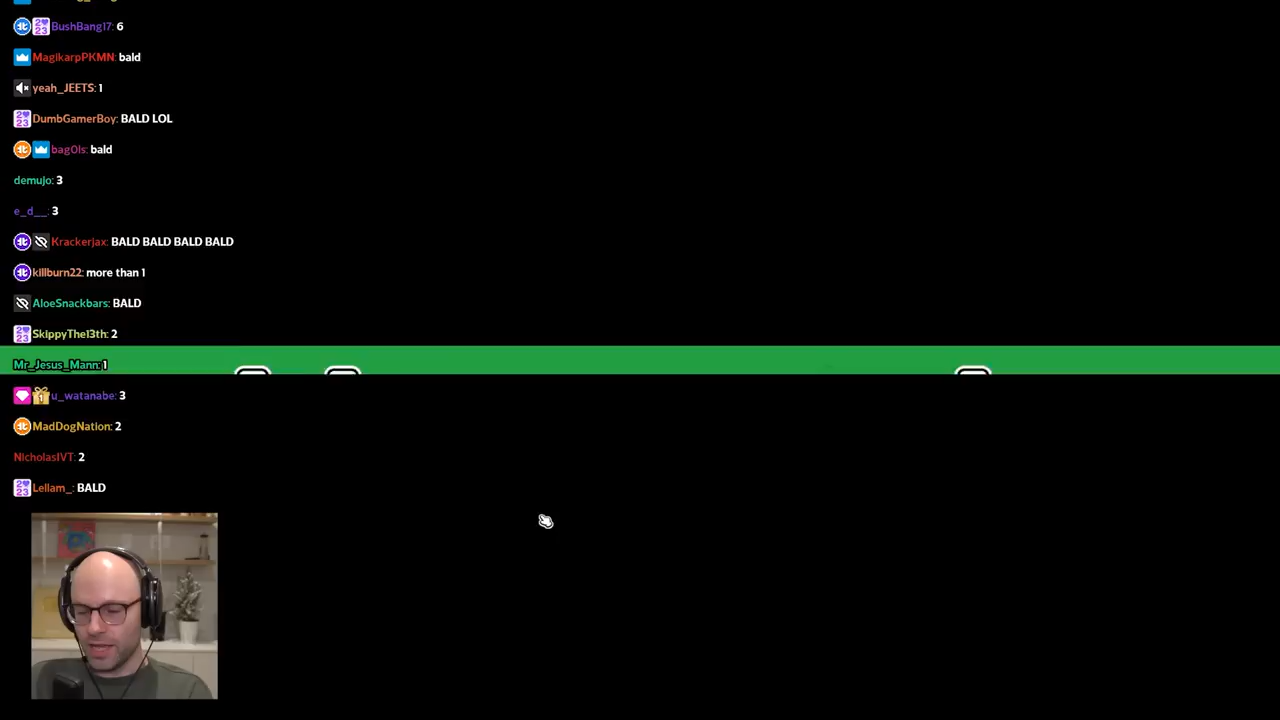 BushBang17: 6
MagikarpPKMN: bald
yeah_JEETS: 1
DumbGamerBoy: BALD LOL
bag0ls: bald
demujo: 3
e_d__: 3
Krackerjax: BALD BALD BALD BALD
killburn22: more than 1
AloeSnackbars: BALD
SkippyThe13th: 2
Mr_Jesus_Mann: 1
u_watanabe: 3
MadDogNation: 2
NicholasIVT: 2
Lellam_: BALD